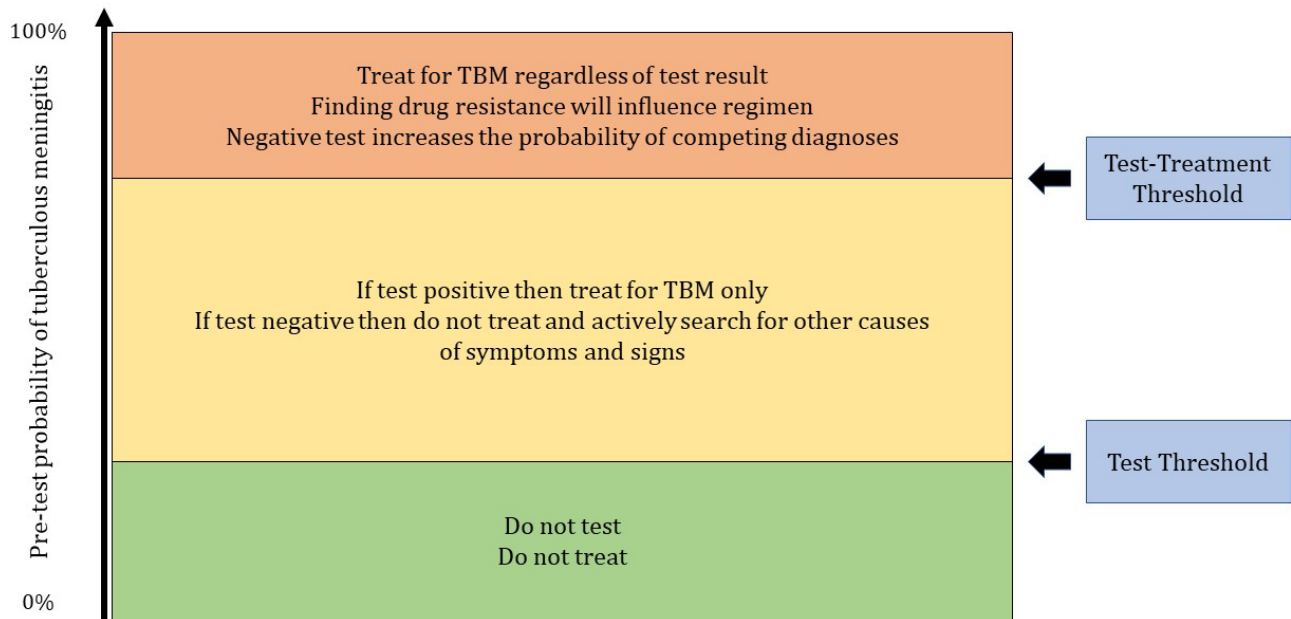 100%
Pre-test probability of tuberculous meningitis
0%
Treat for TBM regardless of test result
Finding drug resistance will influence regimen
Negative test increases the probability of competing diagnoses
Test-Treatment
Threshold
If test positive then treat for TBM only
If test negative then do not treat and actively search for other causes
of symptoms and signs
Test Threshold
Do not test
Do not treat